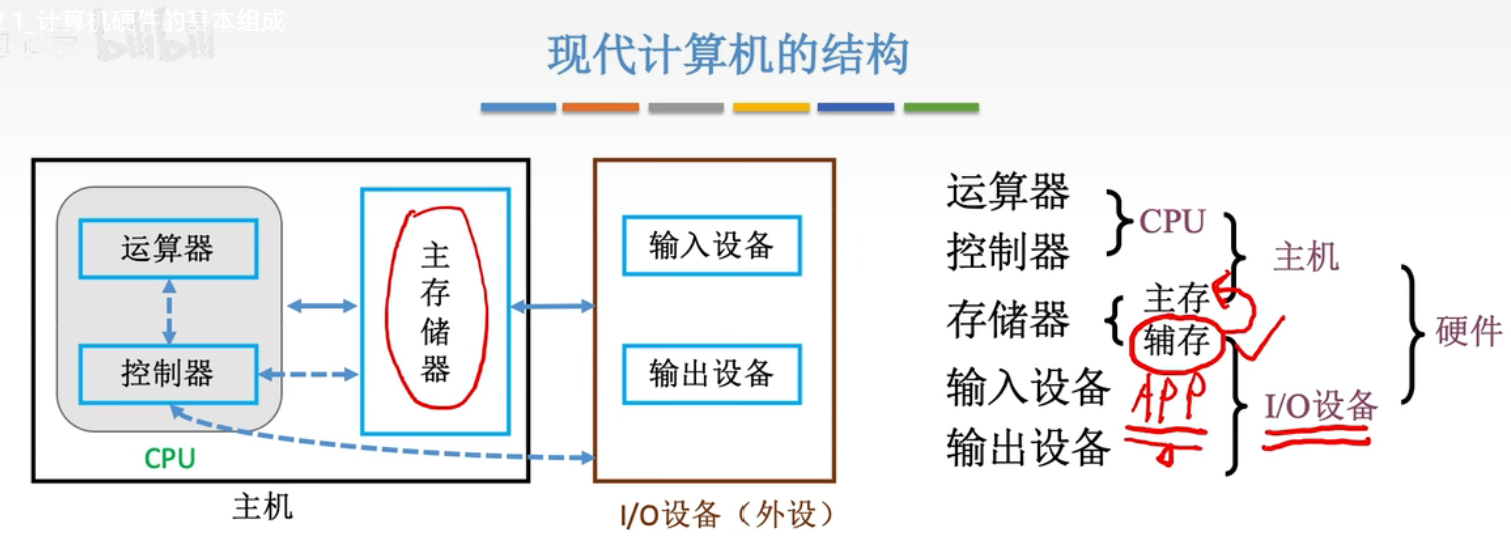 2.1_计算机硬件的基本组成
bilibili
现代计算机的结构
运算器
控制器
CPU
主机
主
存
储
器
输入设备
输出设备
I/O设备（外设）
运算器
控制器
CPU
主机
存储器
主存
辅存
输入设备
APP
输出设备
I/O设备
硬件